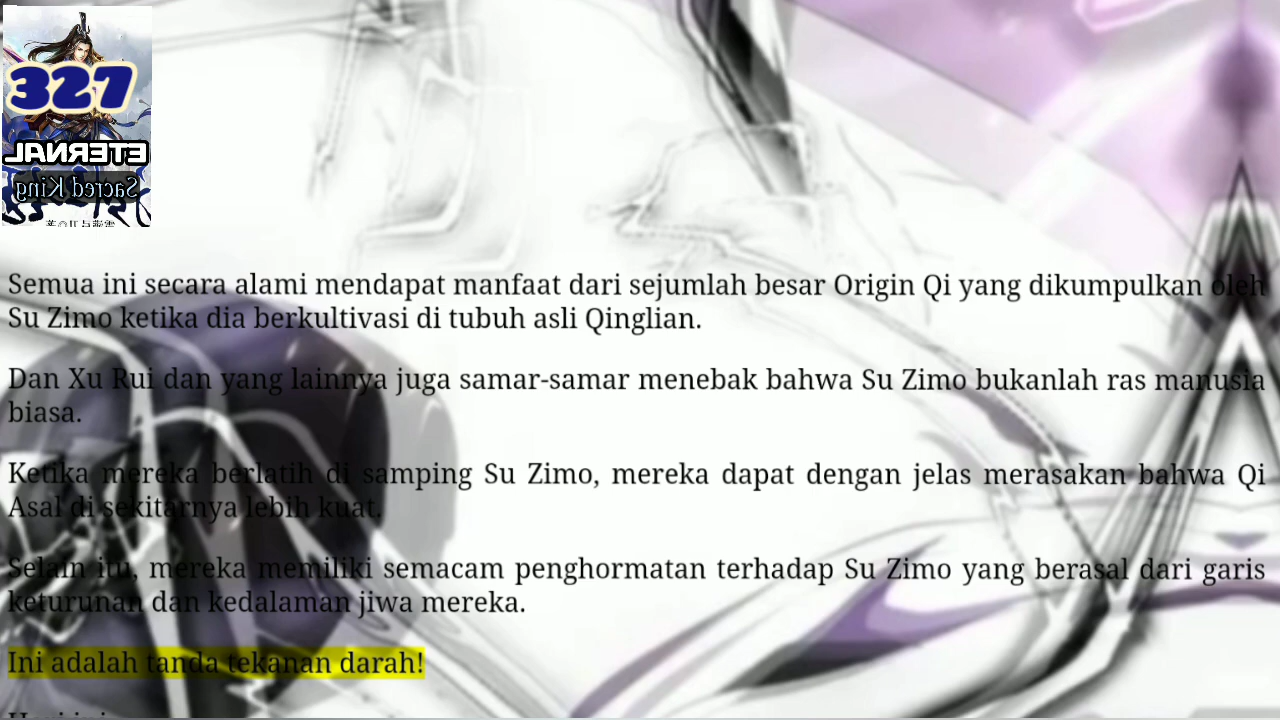 327
ETERNAL
Sacred King
Semua ini secara alami mendapat manfaat dari sejumlah besar Origin Qi yang dikumpulkan oleh
Su Zimo ketika dia berkultivasi di tubuh asli Qinglian.
Dan Xu Rui dan yang lainnya juga samar-samar menebak bahwa Su Zimo bukanlah ras manusia
biasa.
Ketika mereka berlatih di samping Su Zimo, mereka dapat dengan jelas merasakan bahwa Qi
Asal di sekitarnya lebih kuat.
Selain itu, mereka memiliki semacam penghormatan terhadap Su Zimo yang berasal dari garis
keturunan dan kedalaman jiwa mereka.
Ini adalah tanda tekanan darah!